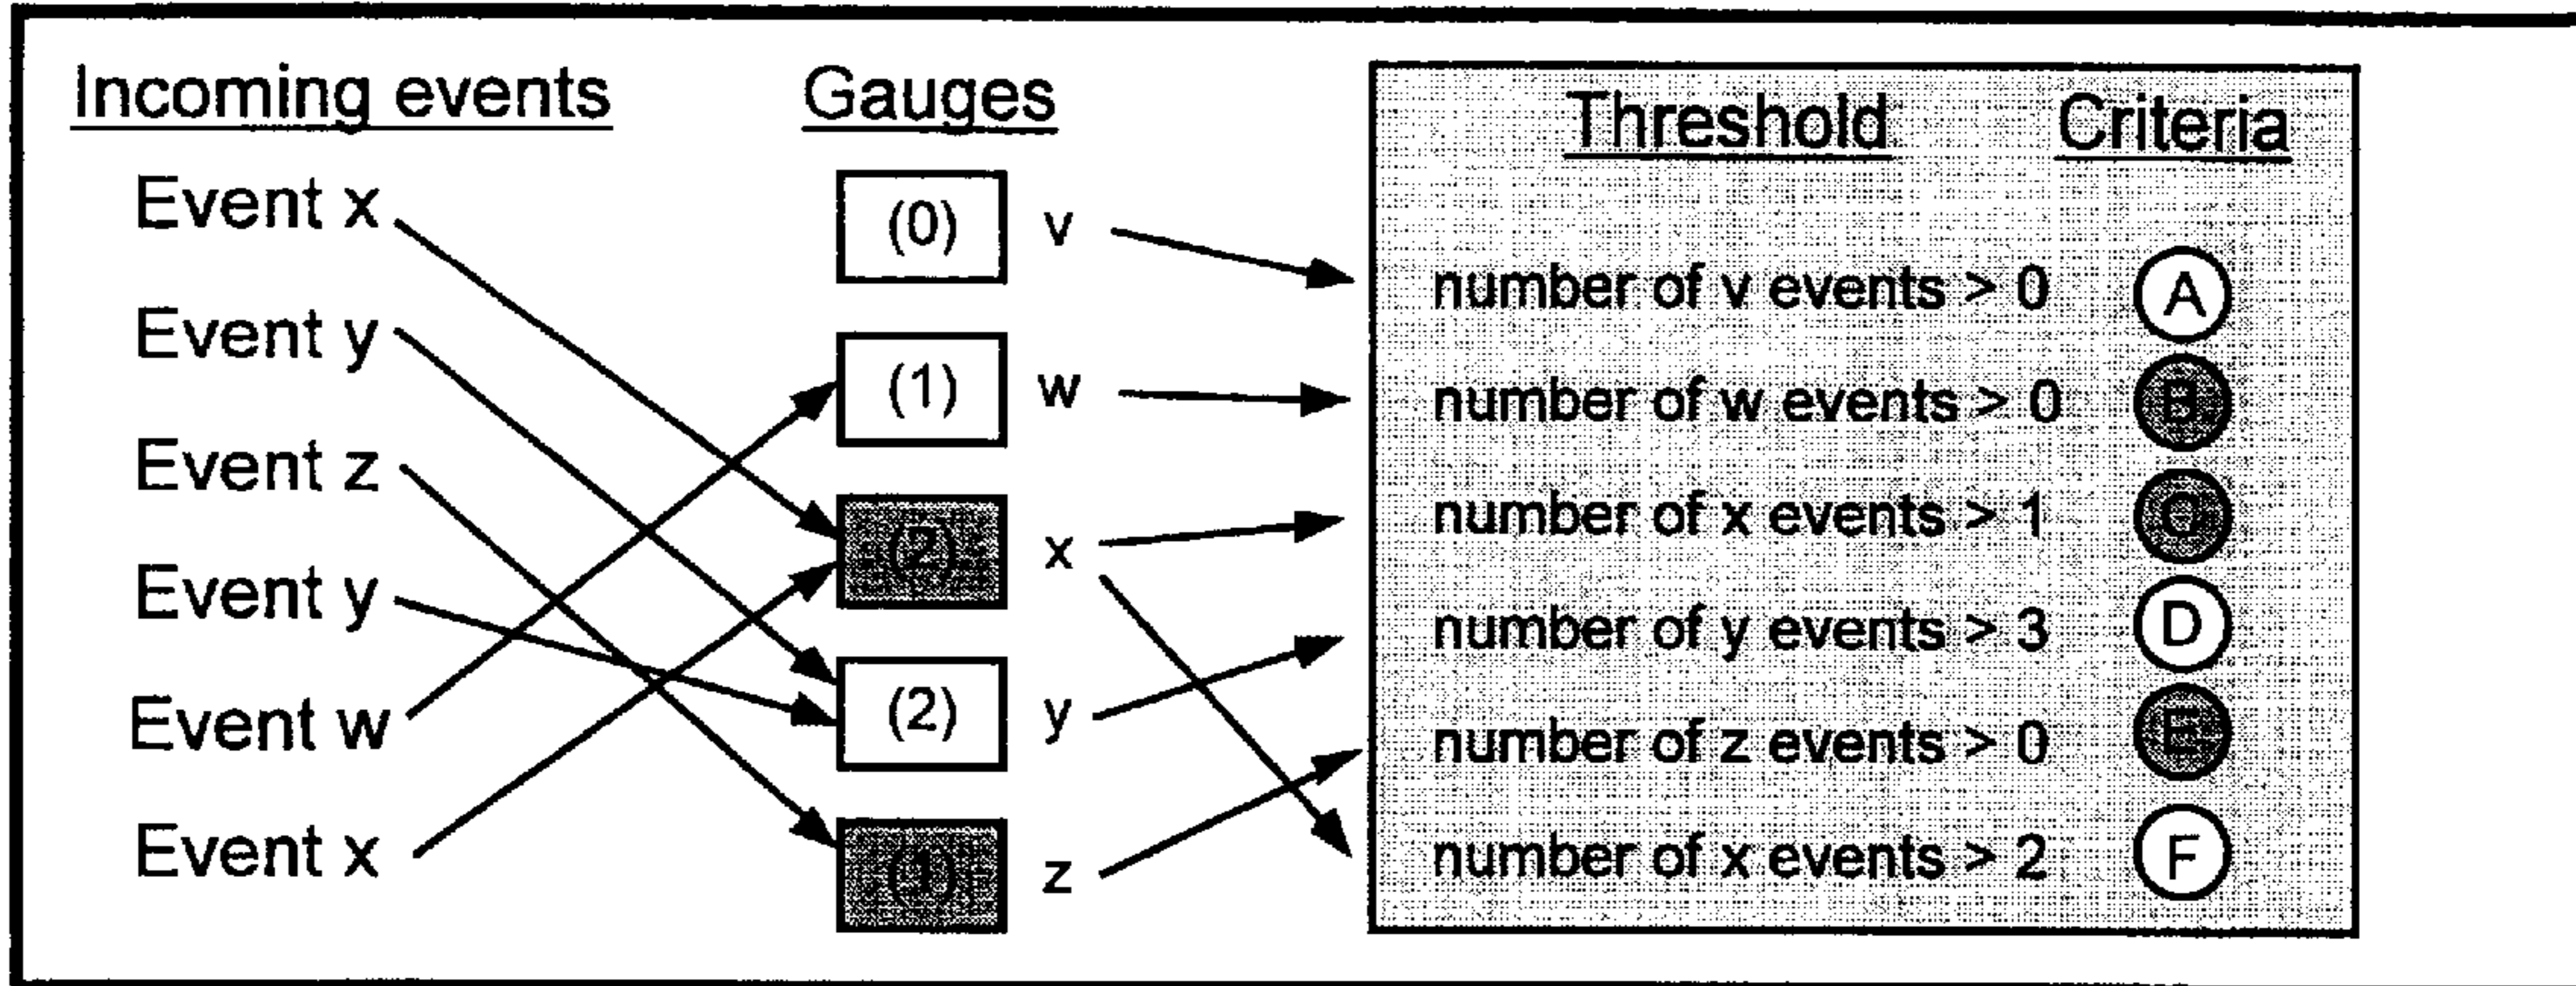 Incoming events
Gauges
Threshold
Criteria
Event x
Event y
Event z
Event y
Event w
Event x
(0) v
(1) w
(2) x
(2) y
(1) z
number of v events > 0 A
number of w events > 0 B
number of x events > 1 C
number of y events > 3 D
number of z events > 0 E
number of x events > 2 F